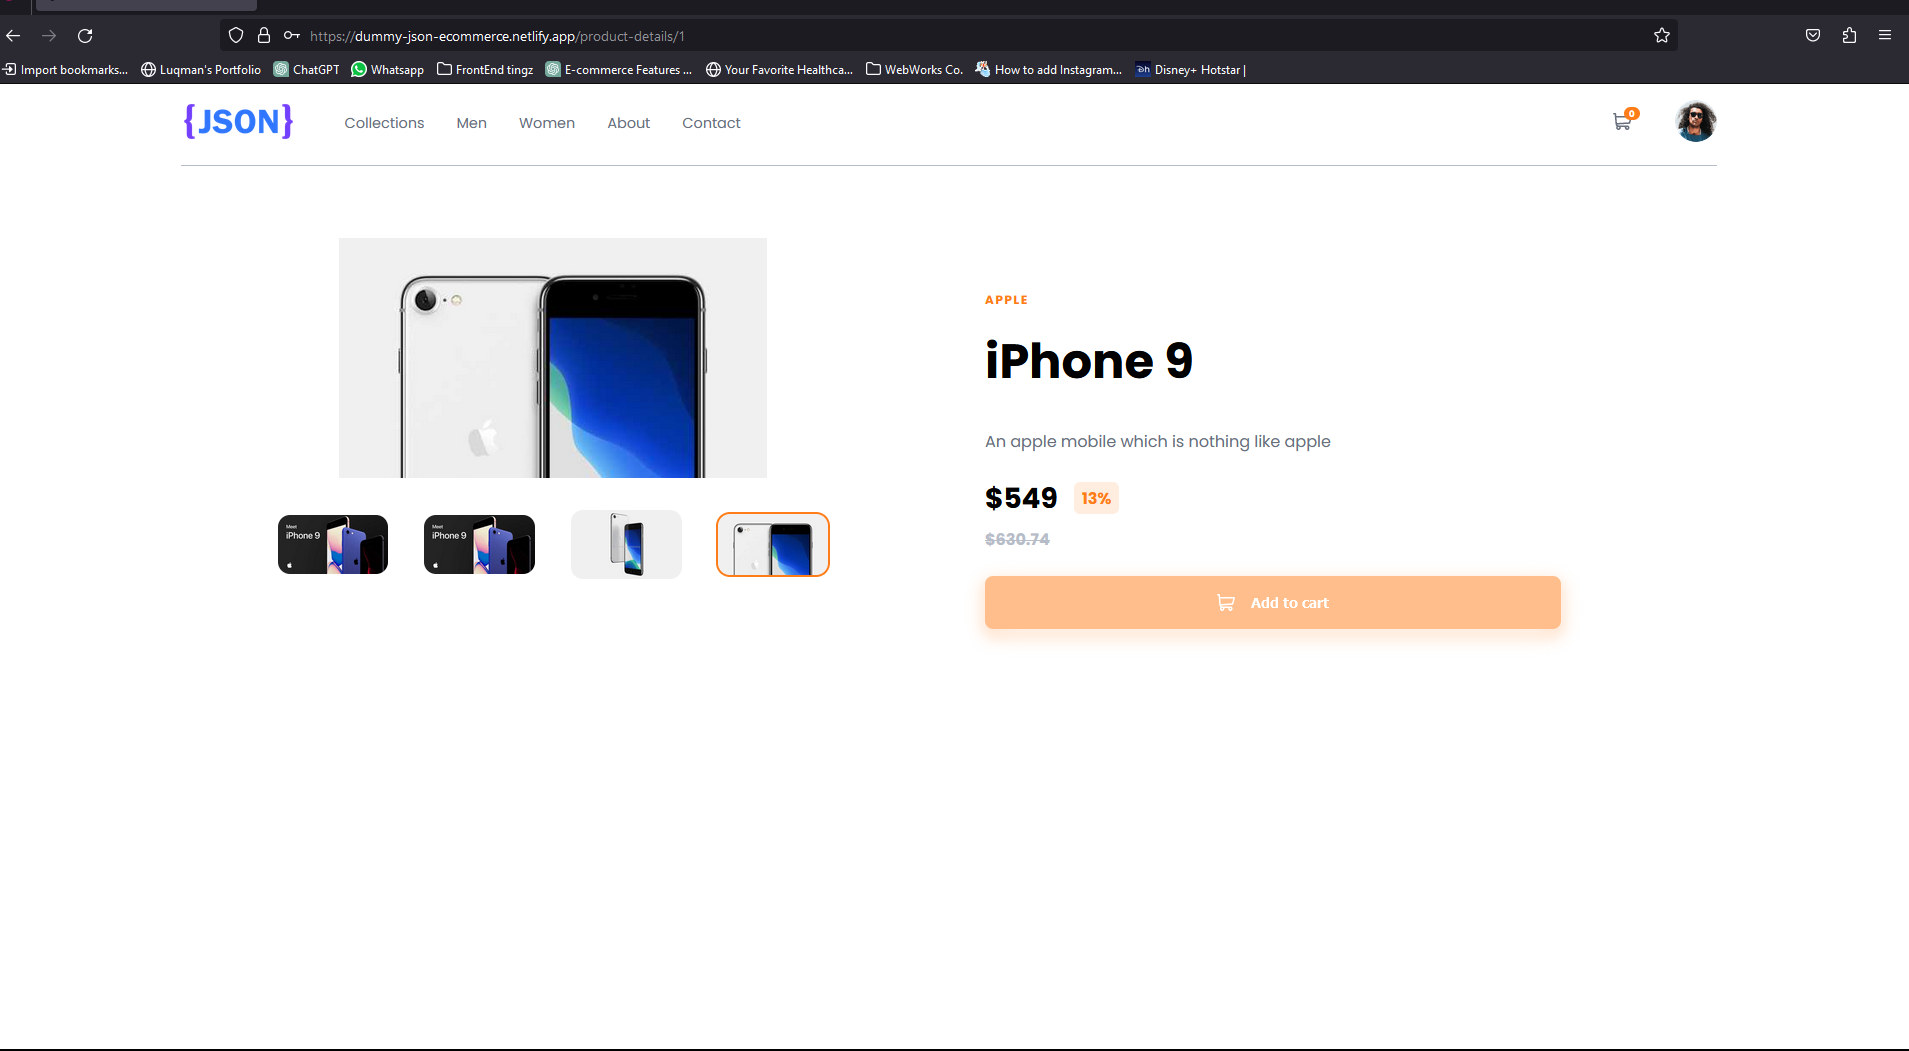 https://dummy-json-ecommerce.netlify.app/product-details/1
Import bookmarks... Luqman's Portfolio ChatGPT Whatsapp FrontEnd tingz E-commerce Features ... Your Favorite Healthca... WebWorks Co. How to add Instagram... Disney+ Hotstar |
{JSON} Collections Men Women About Contact 0
APPLE
iPhone 9
An apple mobile which is nothing like apple
$549 13%
$630.74
Add to cart
Meet
iPhone 9
Meet
iPhone 9